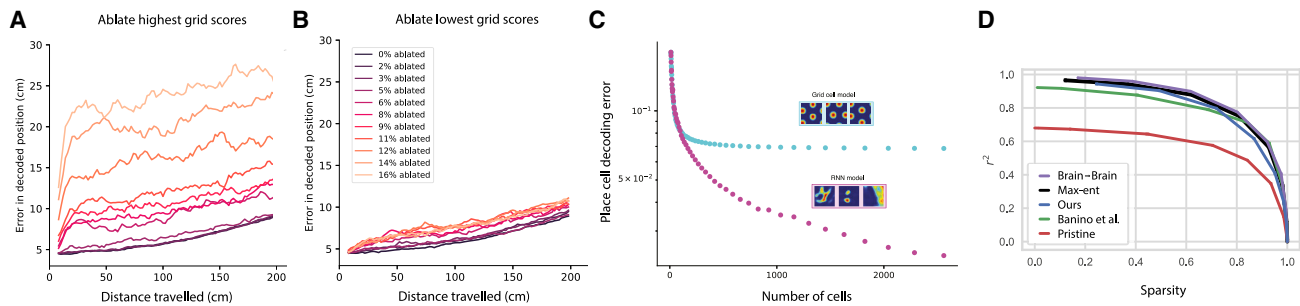 A
Ablate highest grid scores
Error in decoded position (cm)
30
25
20
15
10
5
0
50
100
150
200
Distance travelled (cm)
B
Ablate lowest grid scores
Error in decoded position (cm)
30
25
20
15
10
5
0% ablated
2% ablated
3% ablated
5% ablated
6% ablated
8% ablated
9% ablated
11% ablated
12% ablated
14% ablated
16% ablated
0
50
100
150
200
Distance travelled (cm)
C
Place cell decoding error
10⁻¹
5×10⁻²
Grid cell model
RNN model
0
1000
2000
Number of cells
D
r²
1.0
0.8
0.6
0.4
0.2
0.0
Brain-Brain
Max-ent
Ours
Banino et al.
Pristine
0.0
0.2
0.4
0.6
0.8
1.0
Sparsity